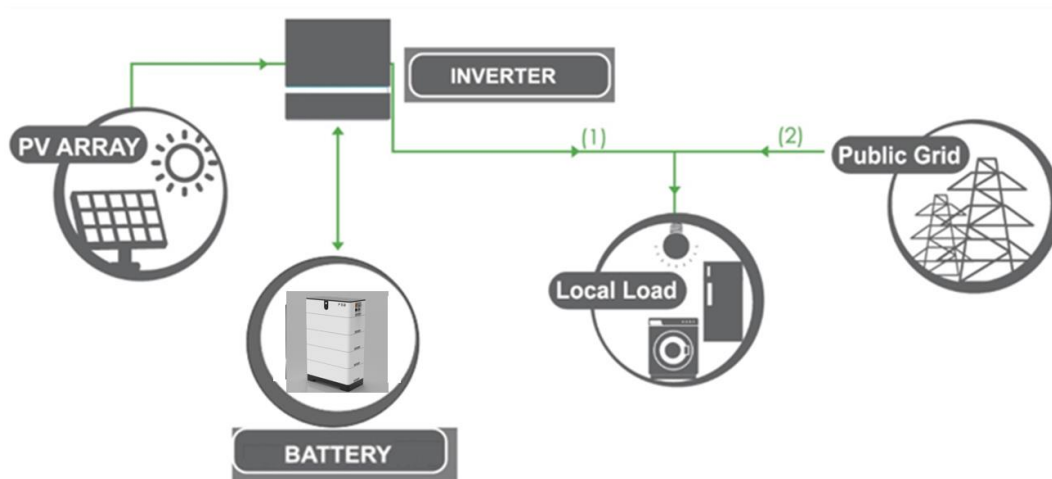 INVERTER
PV ARRAY
(1)
(2)
Public Grid
Local Load
BATTERY